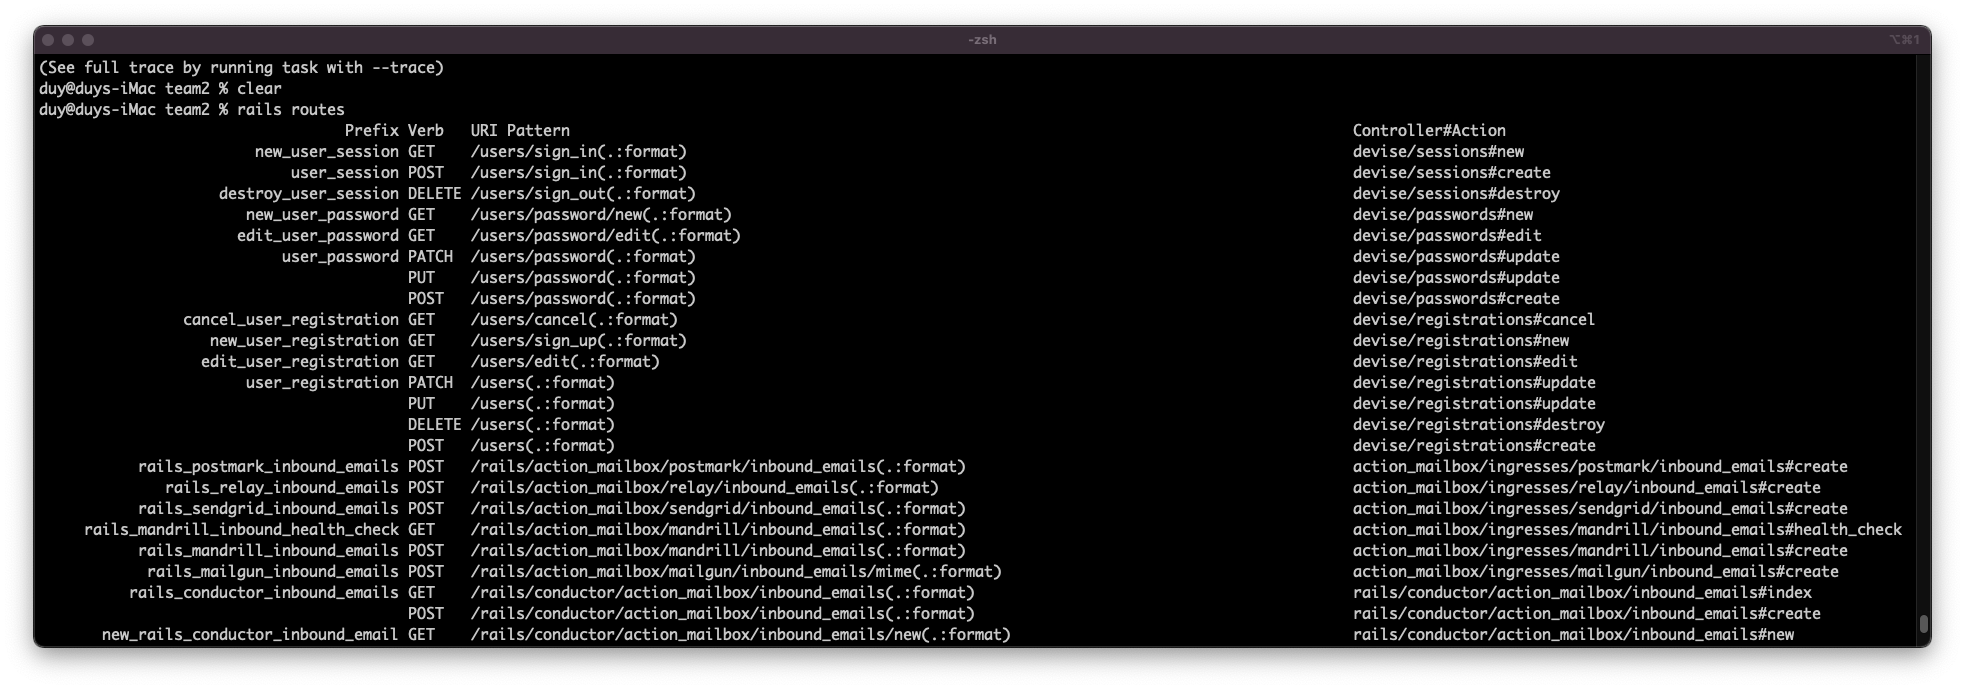 -zsh
⌥⌘1
(See full trace by running task with --trace)
duy@duys-iMac team2 % clear
duy@duys-iMac team2 % rails routes
Prefix Verb URI Pattern Controller#Action
new_user_session GET /users/sign_in(.:format) devise/sessions#new
user_session POST /users/sign_in(.:format) devise/sessions#create
destroy_user_session DELETE /users/sign_out(.:format) devise/sessions#destroy
new_user_password GET /users/password/new(.:format) devise/passwords#new
edit_user_password GET /users/password/edit(.:format) devise/passwords#edit
user_password PATCH /users/password(.:format) devise/passwords#update
PUT /users/password(.:format) devise/passwords#update
POST /users/password(.:format) devise/passwords#create
cancel_user_registration GET /users/cancel(.:format) devise/registrations#cancel
new_user_registration GET /users/sign_up(.:format) devise/registrations#new
edit_user_registration GET /users/edit(.:format) devise/registrations#edit
user_registration PATCH /users(.:format) devise/registrations#update
PUT /users(.:format) devise/registrations#update
DELETE /users(.:format) devise/registrations#destroy
POST /users(.:format) devise/registrations#create
rails_postmark_inbound_emails POST /rails/action_mailbox/postmark/inbound_emails(.:format) action_mailbox/ingresses/postmark/inbound_emails#create
rails_relay_inbound_emails POST /rails/action_mailbox/relay/inbound_emails(.:format) action_mailbox/ingresses/relay/inbound_emails#create
rails_sendgrid_inbound_emails POST /rails/action_mailbox/sendgrid/inbound_emails(.:format) action_mailbox/ingresses/sendgrid/inbound_emails#create
rails_mandrill_inbound_health_check GET /rails/action_mailbox/mandrill/inbound_emails(.:format) action_mailbox/ingresses/mandrill/inbound_emails#health_check
rails_mandrill_inbound_emails POST /rails/action_mailbox/mandrill/inbound_emails(.:format) action_mailbox/ingresses/mandrill/inbound_emails#create
rails_mailgun_inbound_emails POST /rails/action_mailbox/mailgun/inbound_emails/mime(.:format) action_mailbox/ingresses/mailgun/inbound_emails#create
rails_conductor_inbound_emails GET /rails/conductor/action_mailbox/inbound_emails(.:format) rails/conductor/action_mailbox/inbound_emails#index
POST /rails/conductor/action_mailbox/inbound_emails(.:format) rails/conductor/action_mailbox/inbound_emails#create
new_rails_conductor_inbound_email GET /rails/conductor/action_mailbox/inbound_emails/new(.:format) rails/conductor/action_mailbox/inbound_emails#new